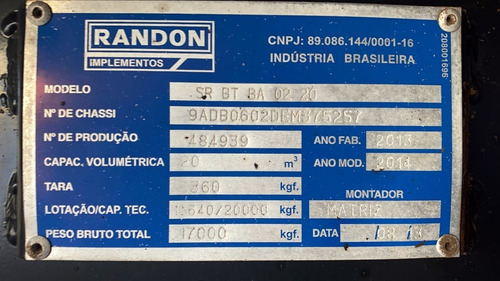 RANDON
IMPLEMENTOS
CNPJ: 89.086.144/0001-16
INDÚSTRIA BRASILEIRA
208001696
MODELO SR BT BA 02 20
Nº DE CHASSI
Nº DE PRODUÇÃO 484939 ANO FAB. 2013
CAPAC. VOLUMÉTRICA 20 m³ ANO MOD. 2014
TARA kgf. MONTADOR
LOTAÇÃO/CAP. TEC. kgf. MATRIZ
PESO BRUTO TOTAL 17000 kgf. DATA